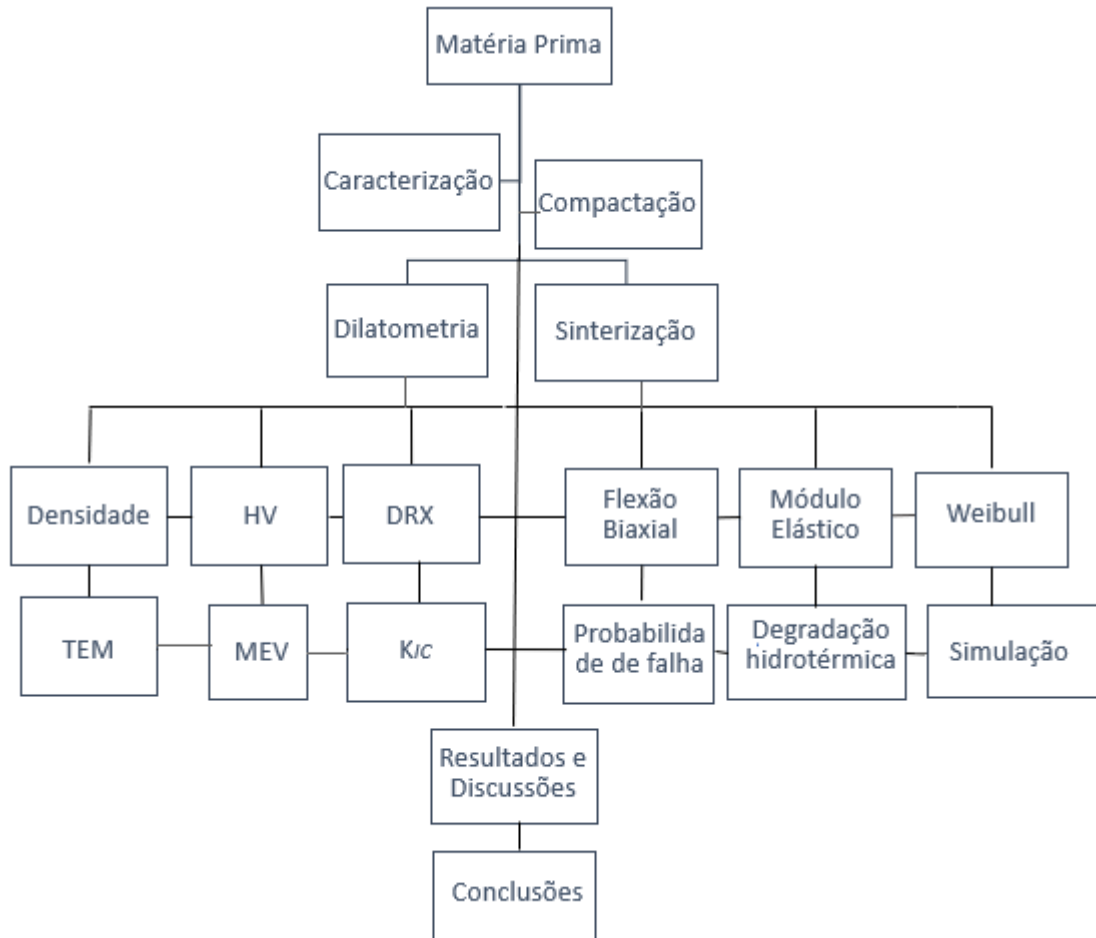 Matéria Prima
Caracterização
Compactação
Dilatometria
Sinterização
Densidade
HV
DRX
Flexão
Biaxial
Módulo
Elástico
Weibull
TEM
MEV
KIC
Probabilida
de de falha
Degradação
hidrotérmica
Simulação
Resultados e
Discussões
Conclusões